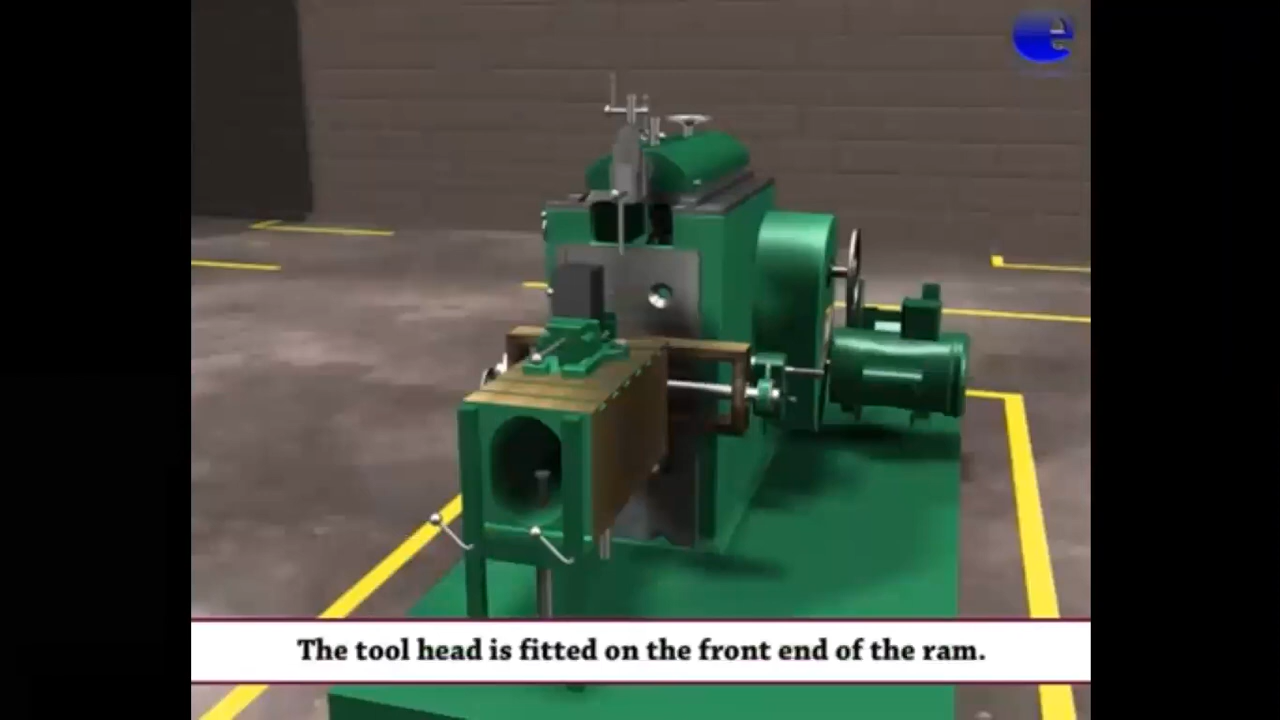 The tool head is fitted on the front end of the ram.